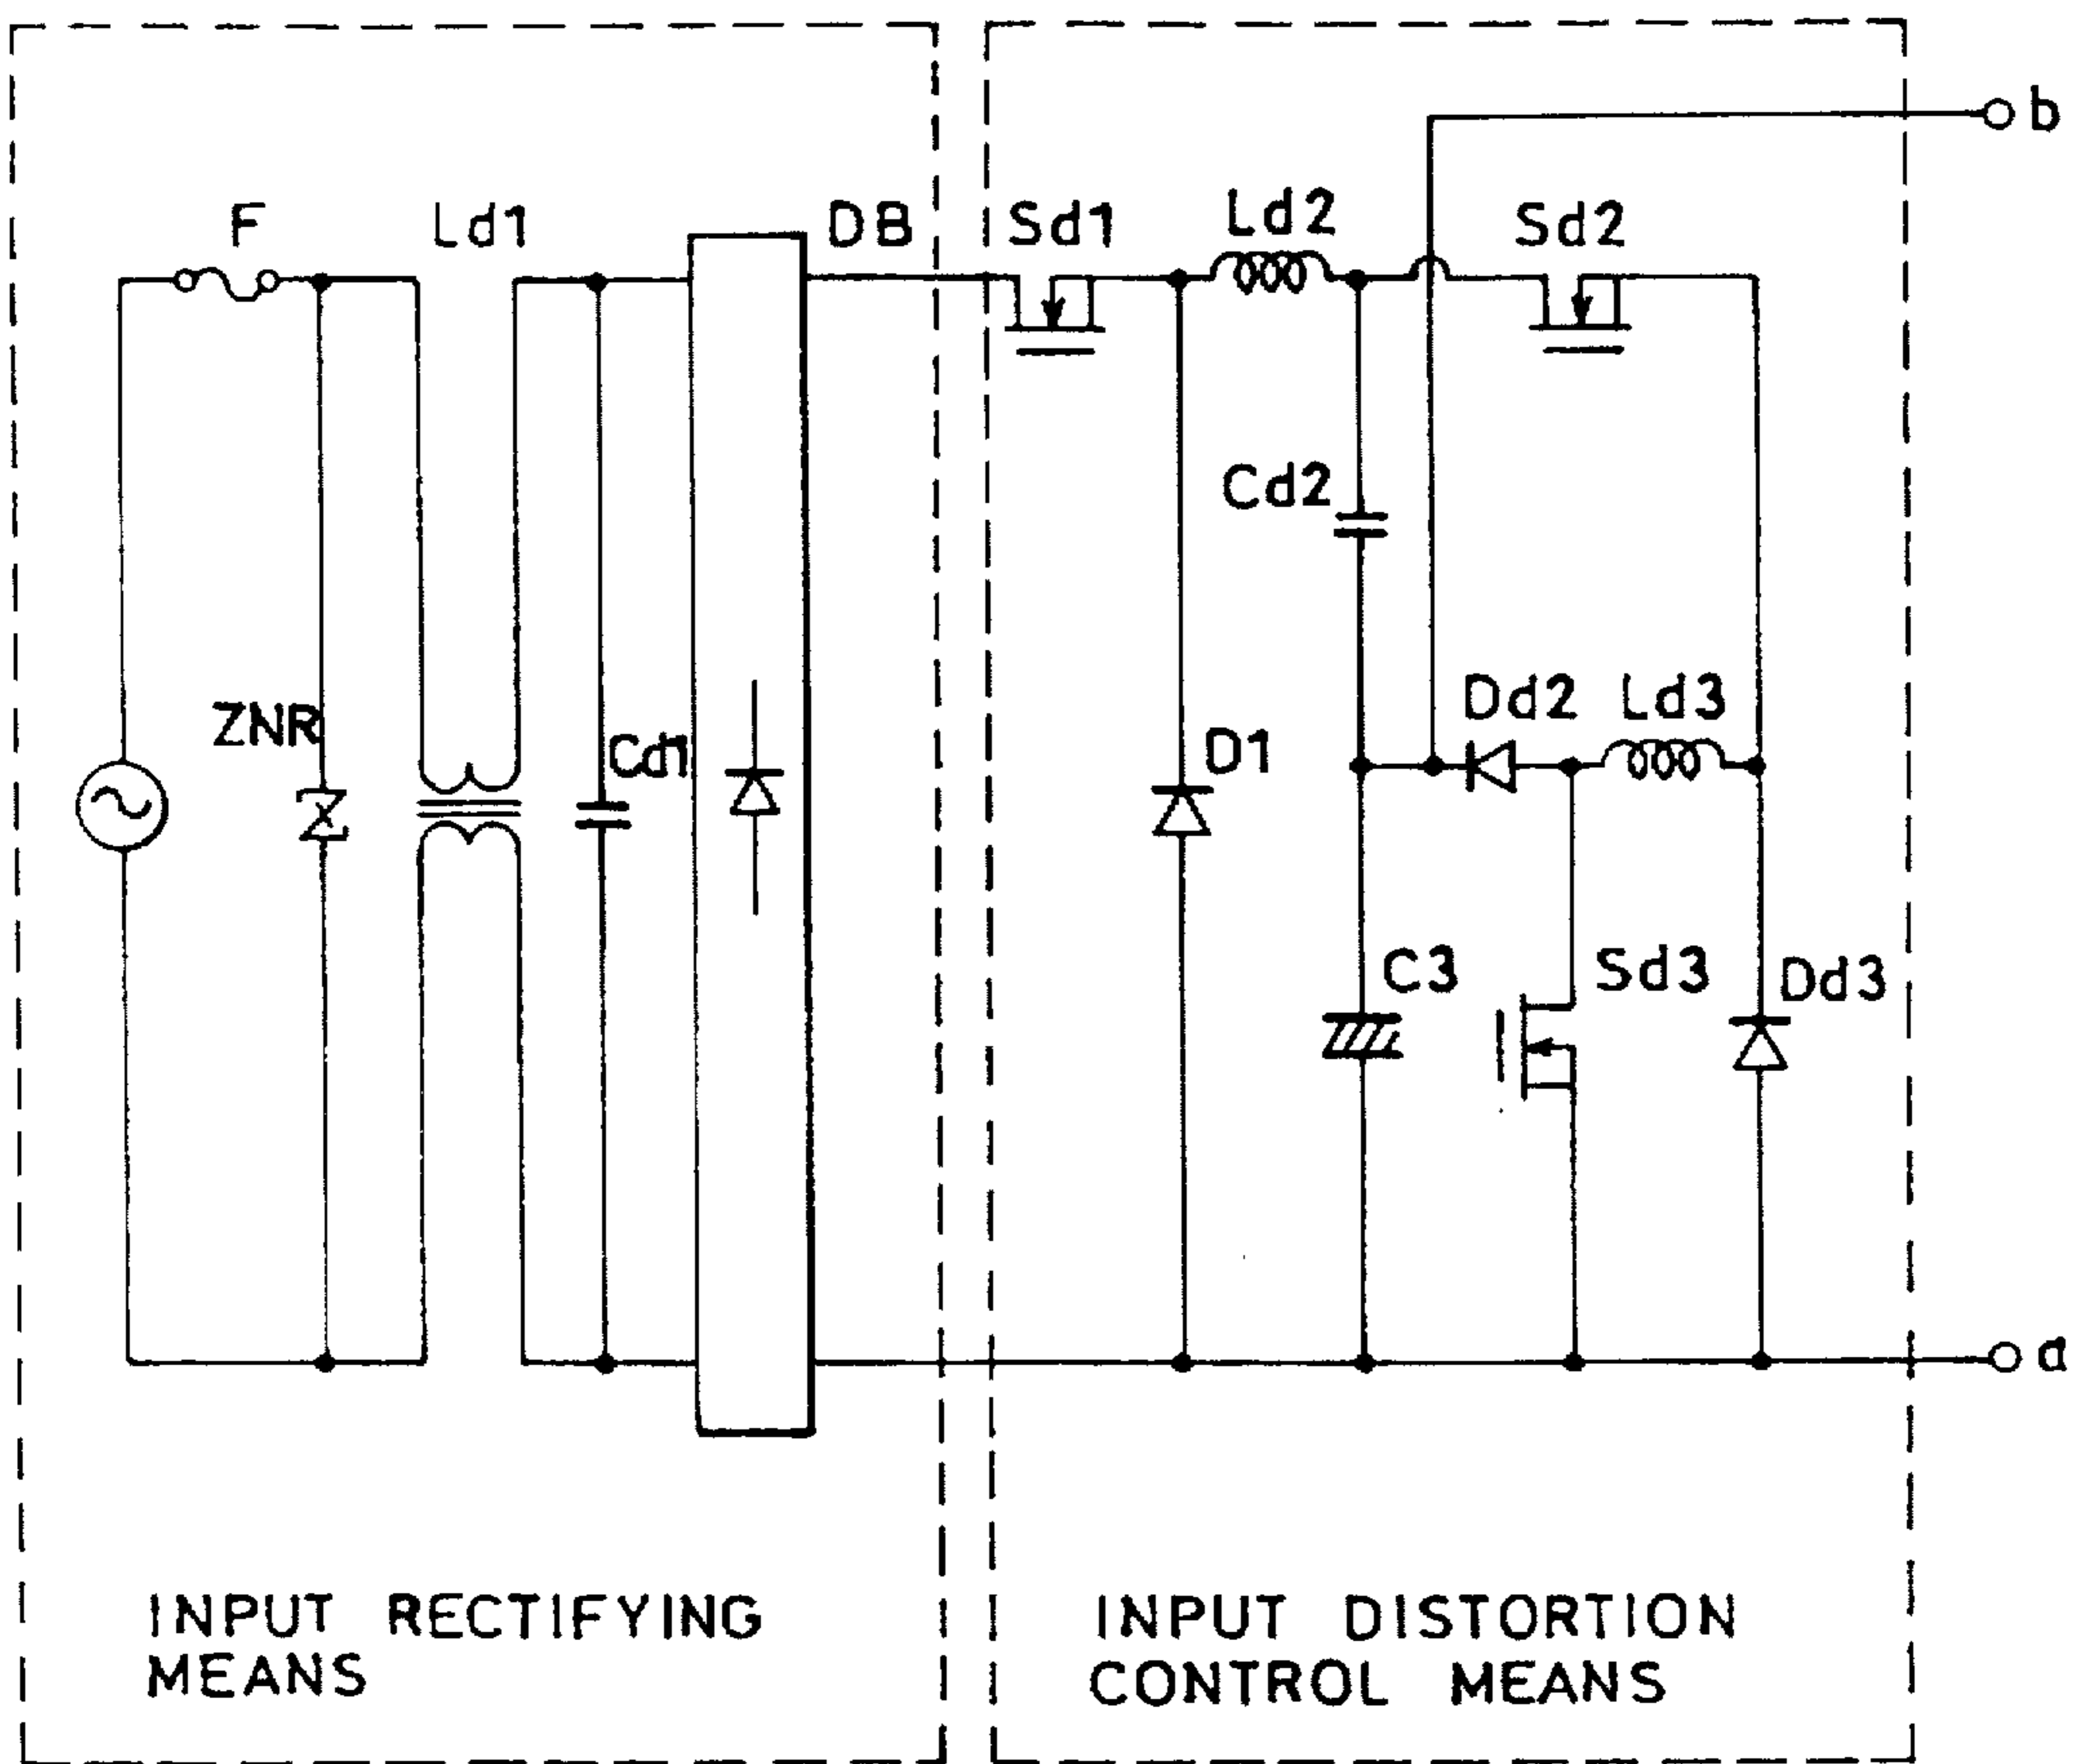 b
F
Ld1
DB
Sd1
Ld2
Sd2
Cd2
ZNR
Cd1
D1
Dd2
Ld3
C3
Sd3
Dd3
a
INPUT RECTIFYING
MEANS
INPUT DISTORTION
CONTROL MEANS